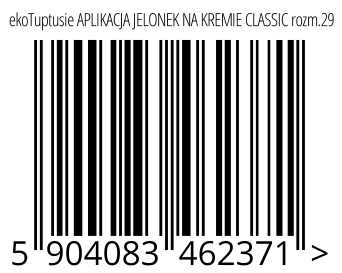 ekoTuptusie APLIKACJA JELONEK NA KREMIE CLASSIC rozm.29
5 904083 462371 >